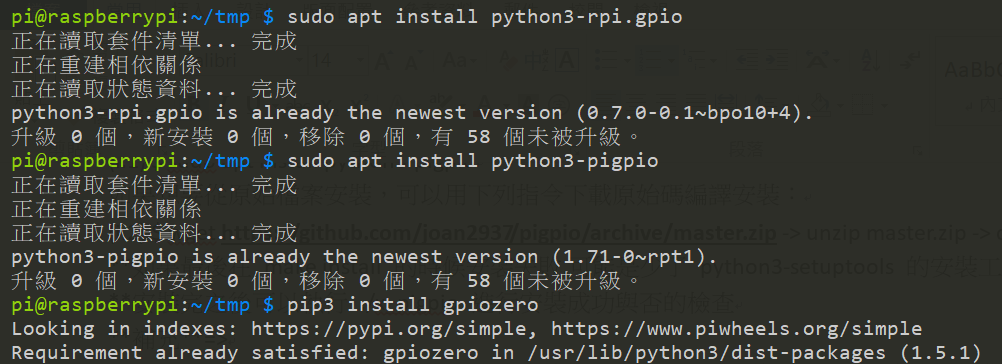 pi@raspberrypi:~/tmp $ sudo apt install python3-rpi.gpio
正在讀取套件清單... 完成
正在重建相依關係
正在讀取狀態資料... 完成
python3-rpi.gpio is already the newest version (0.7.0-0.1~bpo10+4).
升級 0 個，新安裝 0 個，移除 0 個，有 58 個未被升級。
pi@raspberrypi:~/tmp $ sudo apt install python3-pigpio
正在讀取套件清單... 完成
正在重建相依關係
正在讀取狀態資料... 完成
python3-pigpio is already the newest version (1.71-0~rpt1).
升級 0 個，新安裝 0 個，移除 0 個，有 58 個未被升級。
pi@raspberrypi:~/tmp $ pip3 install gpiozero
Looking in indexes: https://pypi.org/simple, https://www.piwheels.org/simple
Requirement already satisfied: gpiozero in /usr/lib/python3/dist-packages (1.5.1)